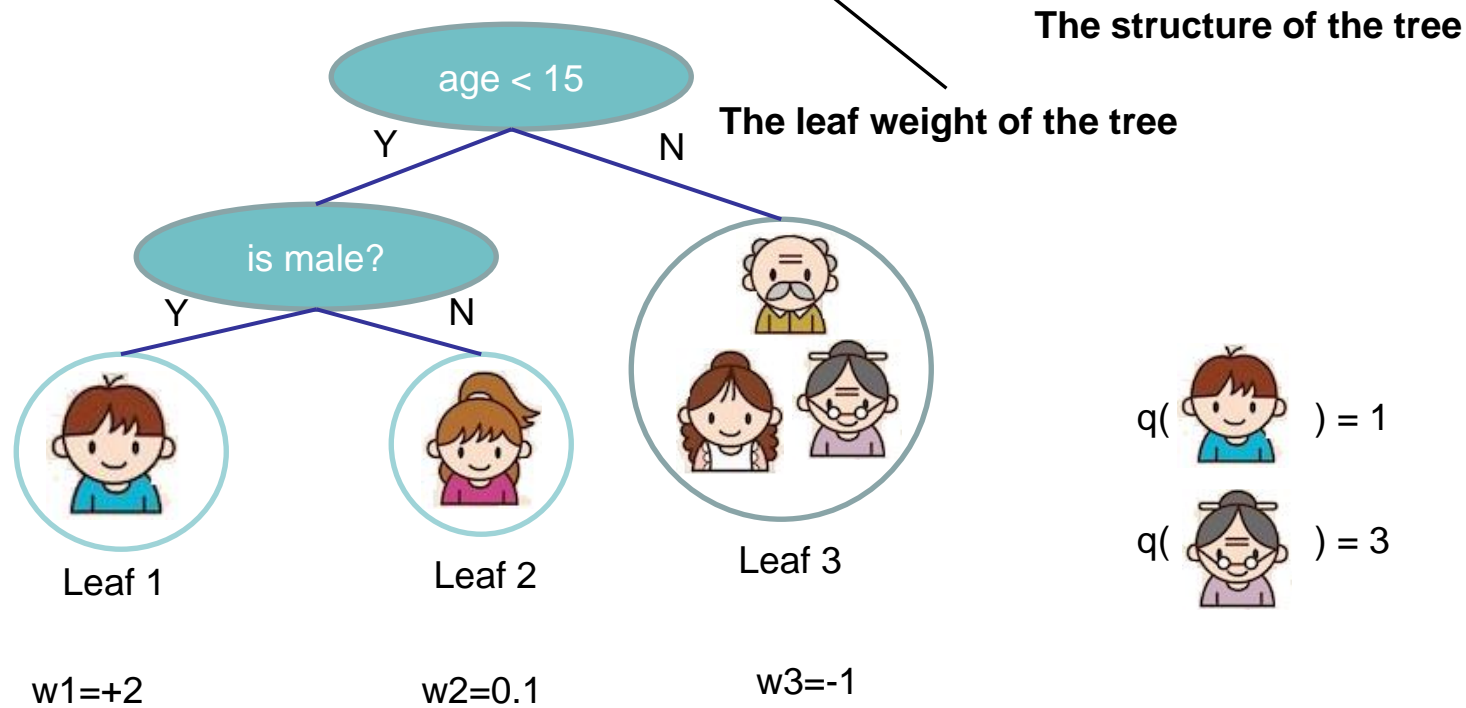 The structure of the tree
age < 15
The leaf weight of the tree
Y
N
is male?
Y
N
q( ) = 1
q( ) = 3
Leaf 1
Leaf 2
Leaf 3
w1=+2
w2=0.1
w3=-1